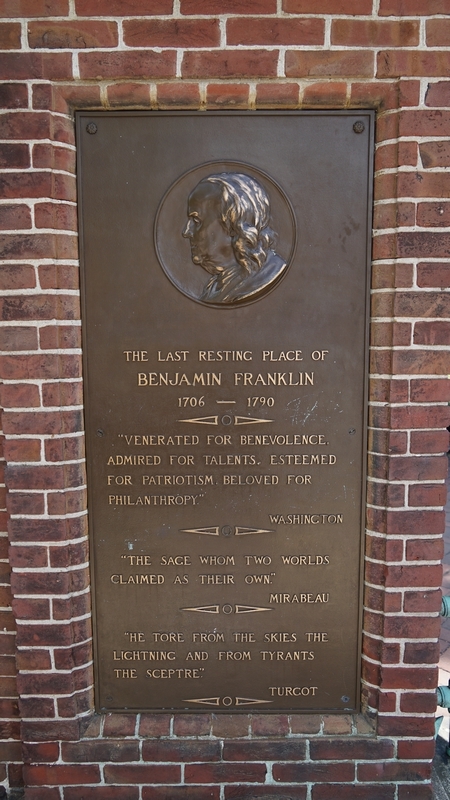 THE LAST RESTING PLACE OF
BENJAMIN FRANKLIN
1706 — 1790
"VENERATED FOR BENEVOLENCE,
ADMIRED FOR TALENTS, ESTEEMED
FOR PATRIOTISM, BELOVED FOR
PHILANTHROPY."
WASHINGTON
"THE SAGE WHOM TWO WORLDS
CLAIMED AS THEIR OWN."
MIRABEAU
"HE TORE FROM THE SKIES THE
LIGHTNING AND FROM TYRANTS
THE SCEPTRE."
TURGOT